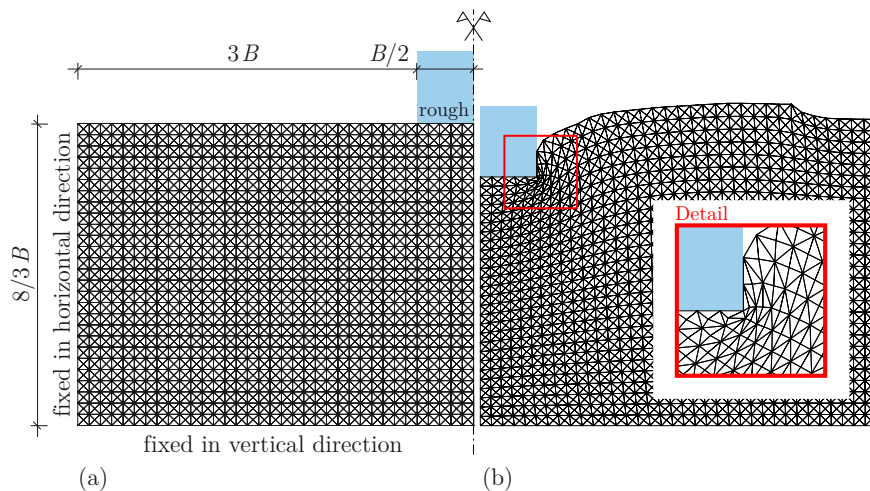 3 B
B/2
rough
fixed in horizontal direction
8/3 B
Detail
fixed in vertical direction
(a)
(b)